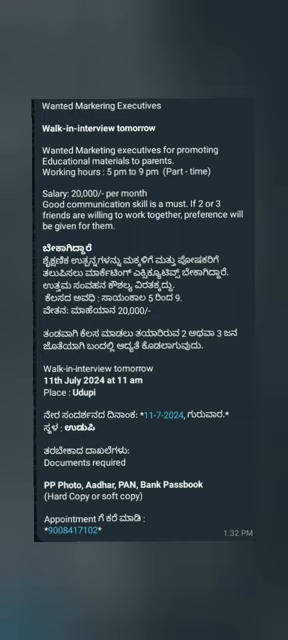 Wanted Markering Executives
Walk-in-interview tomorrow
Wanted Marketing executives for promoting
Educational materials to parents.
Working hours : 5 pm to 9 pm (Part - time)
Salary: 20,000/- per month
Good communication skill is a must. If 2 or 3
friends are willing to work together, preference will
be given for them.
ಬೇಕಾಗಿದ್ದಾರೆ
ಶೈಕ್ಷಣಿಕ ಉತ್ಪನ್ನಗಳನ್ನು ಮಕ್ಕಳಿಗೆ ಮತ್ತು ಪೋಷಕರಿಗೆ
ತಲುಪಿಸಲು ಮಾರ್ಕೆಟಿಂಗ್ ಎಕ್ಸಿಕ್ಯೂಟಿವ್ಸ್ ಬೇಕಾಗಿದ್ದಾರೆ.
ಉತ್ತಮ ಸಂವಹನ ಕೌಶಲ್ಯ ವಿರತಕ್ಕದ್ದು.
ಕೆಲಸದ ಅವಧಿ : ಸಾಯಂಕಾಲ 5 ರಿಂದ 9.
ವೇತನ: ಮಾಹೆಯಾನ 20,000/-
ತಂಡವಾಗಿ ಕೆಲಸ ಮಾಡಲು ತಯಾರಿರುವ 2 ಅಥವಾ 3 ಜನ
ಜೊತೆಯಾಗಿ ಬಂದಲ್ಲಿ ಆದ್ಯತೆ ಕೊಡಲಾಗುವುದು.
Walk-in-interview tomorrow
11th July 2024 at 11 am
Place : Udupi
ನೇರ ಸಂದರ್ಶನದ ದಿನಾಂಕ: *11-7-2024, ಗುರುವಾರ.*
ಸ್ಥಳ : ಉಡುಪಿ
ತರಬೇಕಾದ ದಾಖಲೆಗಳು:
Documents required
PP Photo, Aadhar, PAN, Bank Passbook
(Hard Copy or soft copy)
Appointment ಗೆ ಕರೆ ಮಾಡಿ :
*9008417102*
1:32 PM